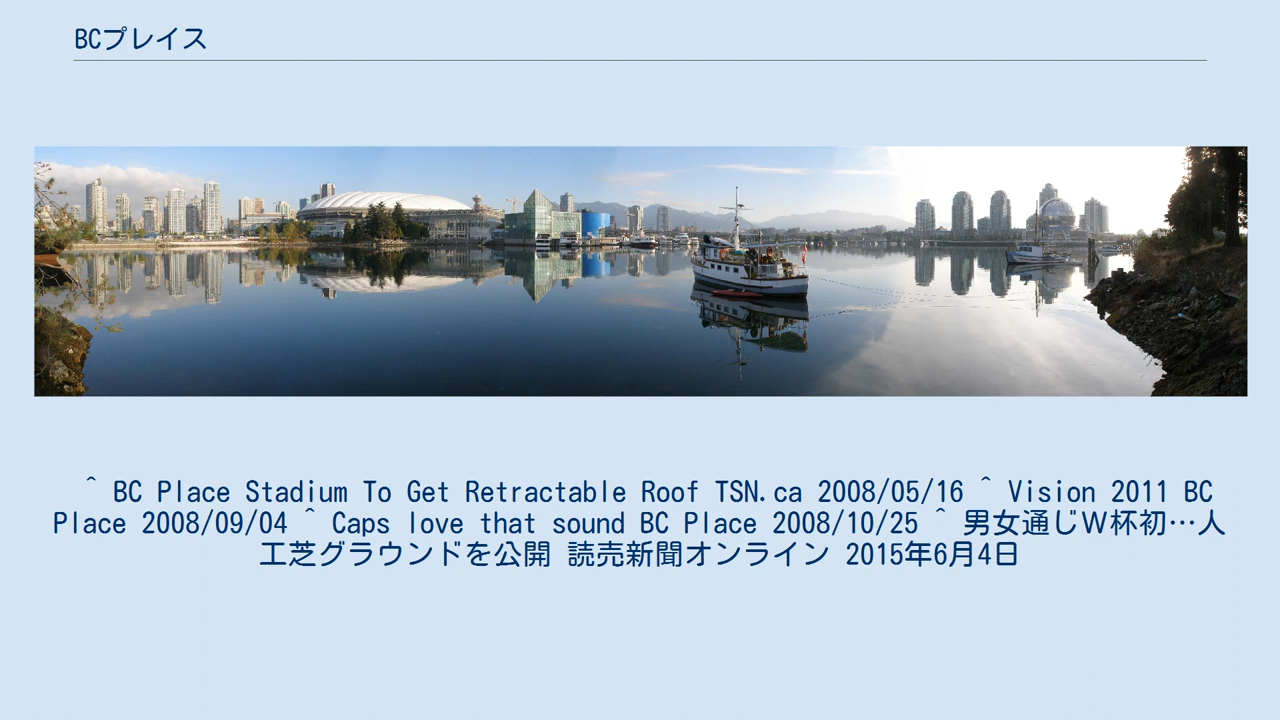 BCプレイス
^ BC Place Stadium To Get Retractable Roof TSN.ca 2008/05/16 ^ Vision 2011 BC
Place 2008/09/04 ^ Caps love that sound BC Place 2008/10/25 ^ 男女通じW杯初…人
工芝グラウンドを公開 読売新聞オンライン 2015年6月4日